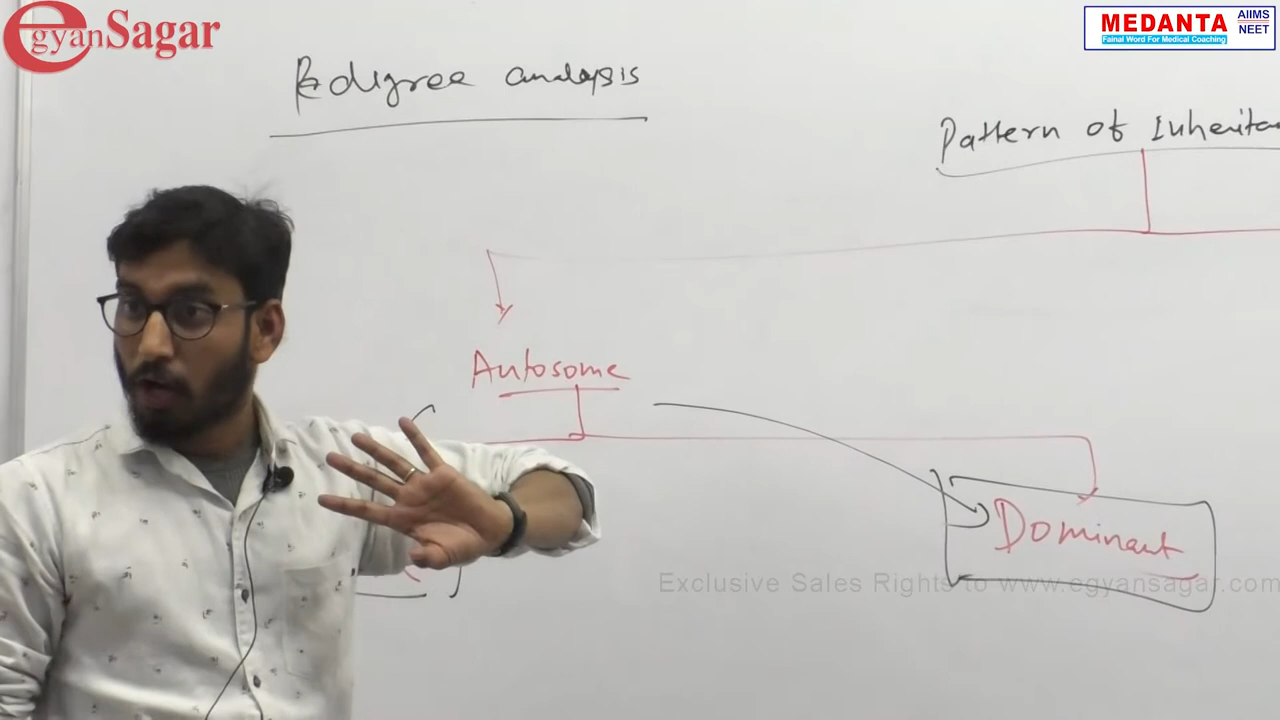 egyanSagar
MEDANTA
AIIMS
NEET
Fainal Word For Medical Coaching
Pedigree analysis
Pattern of Inheritan
Autosome
Dominant
Exclusive Sales Rights to www.egyansagar.com